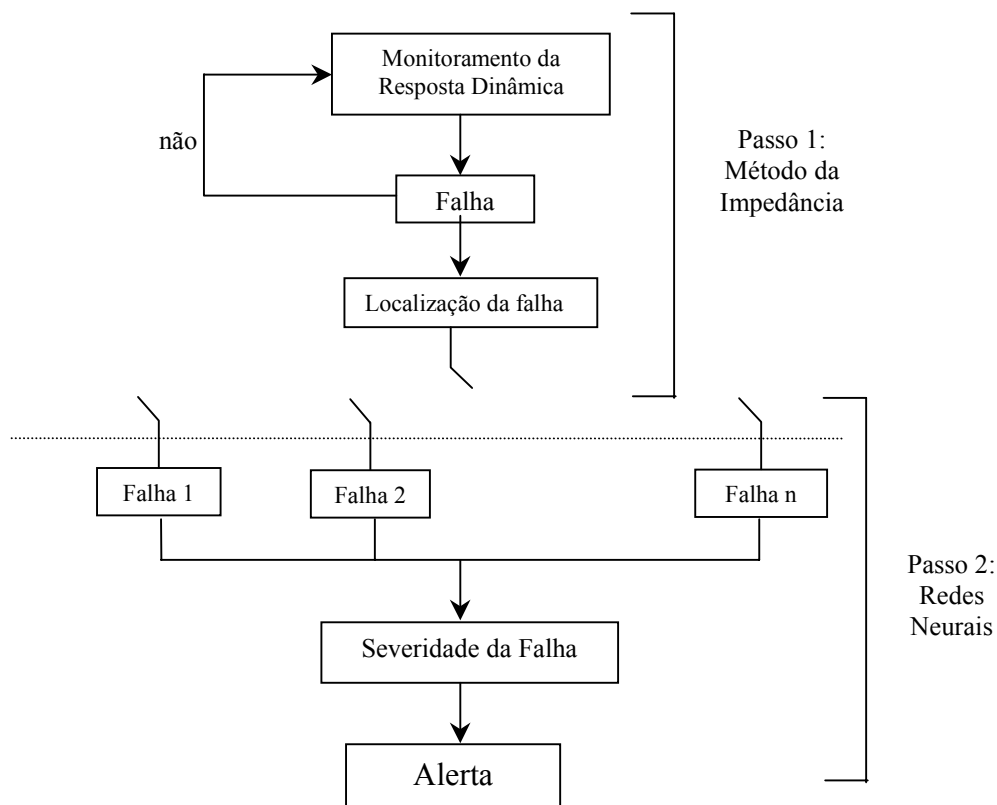 Monitoramento da
Resposta Dinâmica
não
Falha
Localização da falha
Passo 1:
Método da
Impedância
Falha 1
Falha 2
Falha n
Severidade da Falha
Alerta
Passo 2:
Redes
Neurais